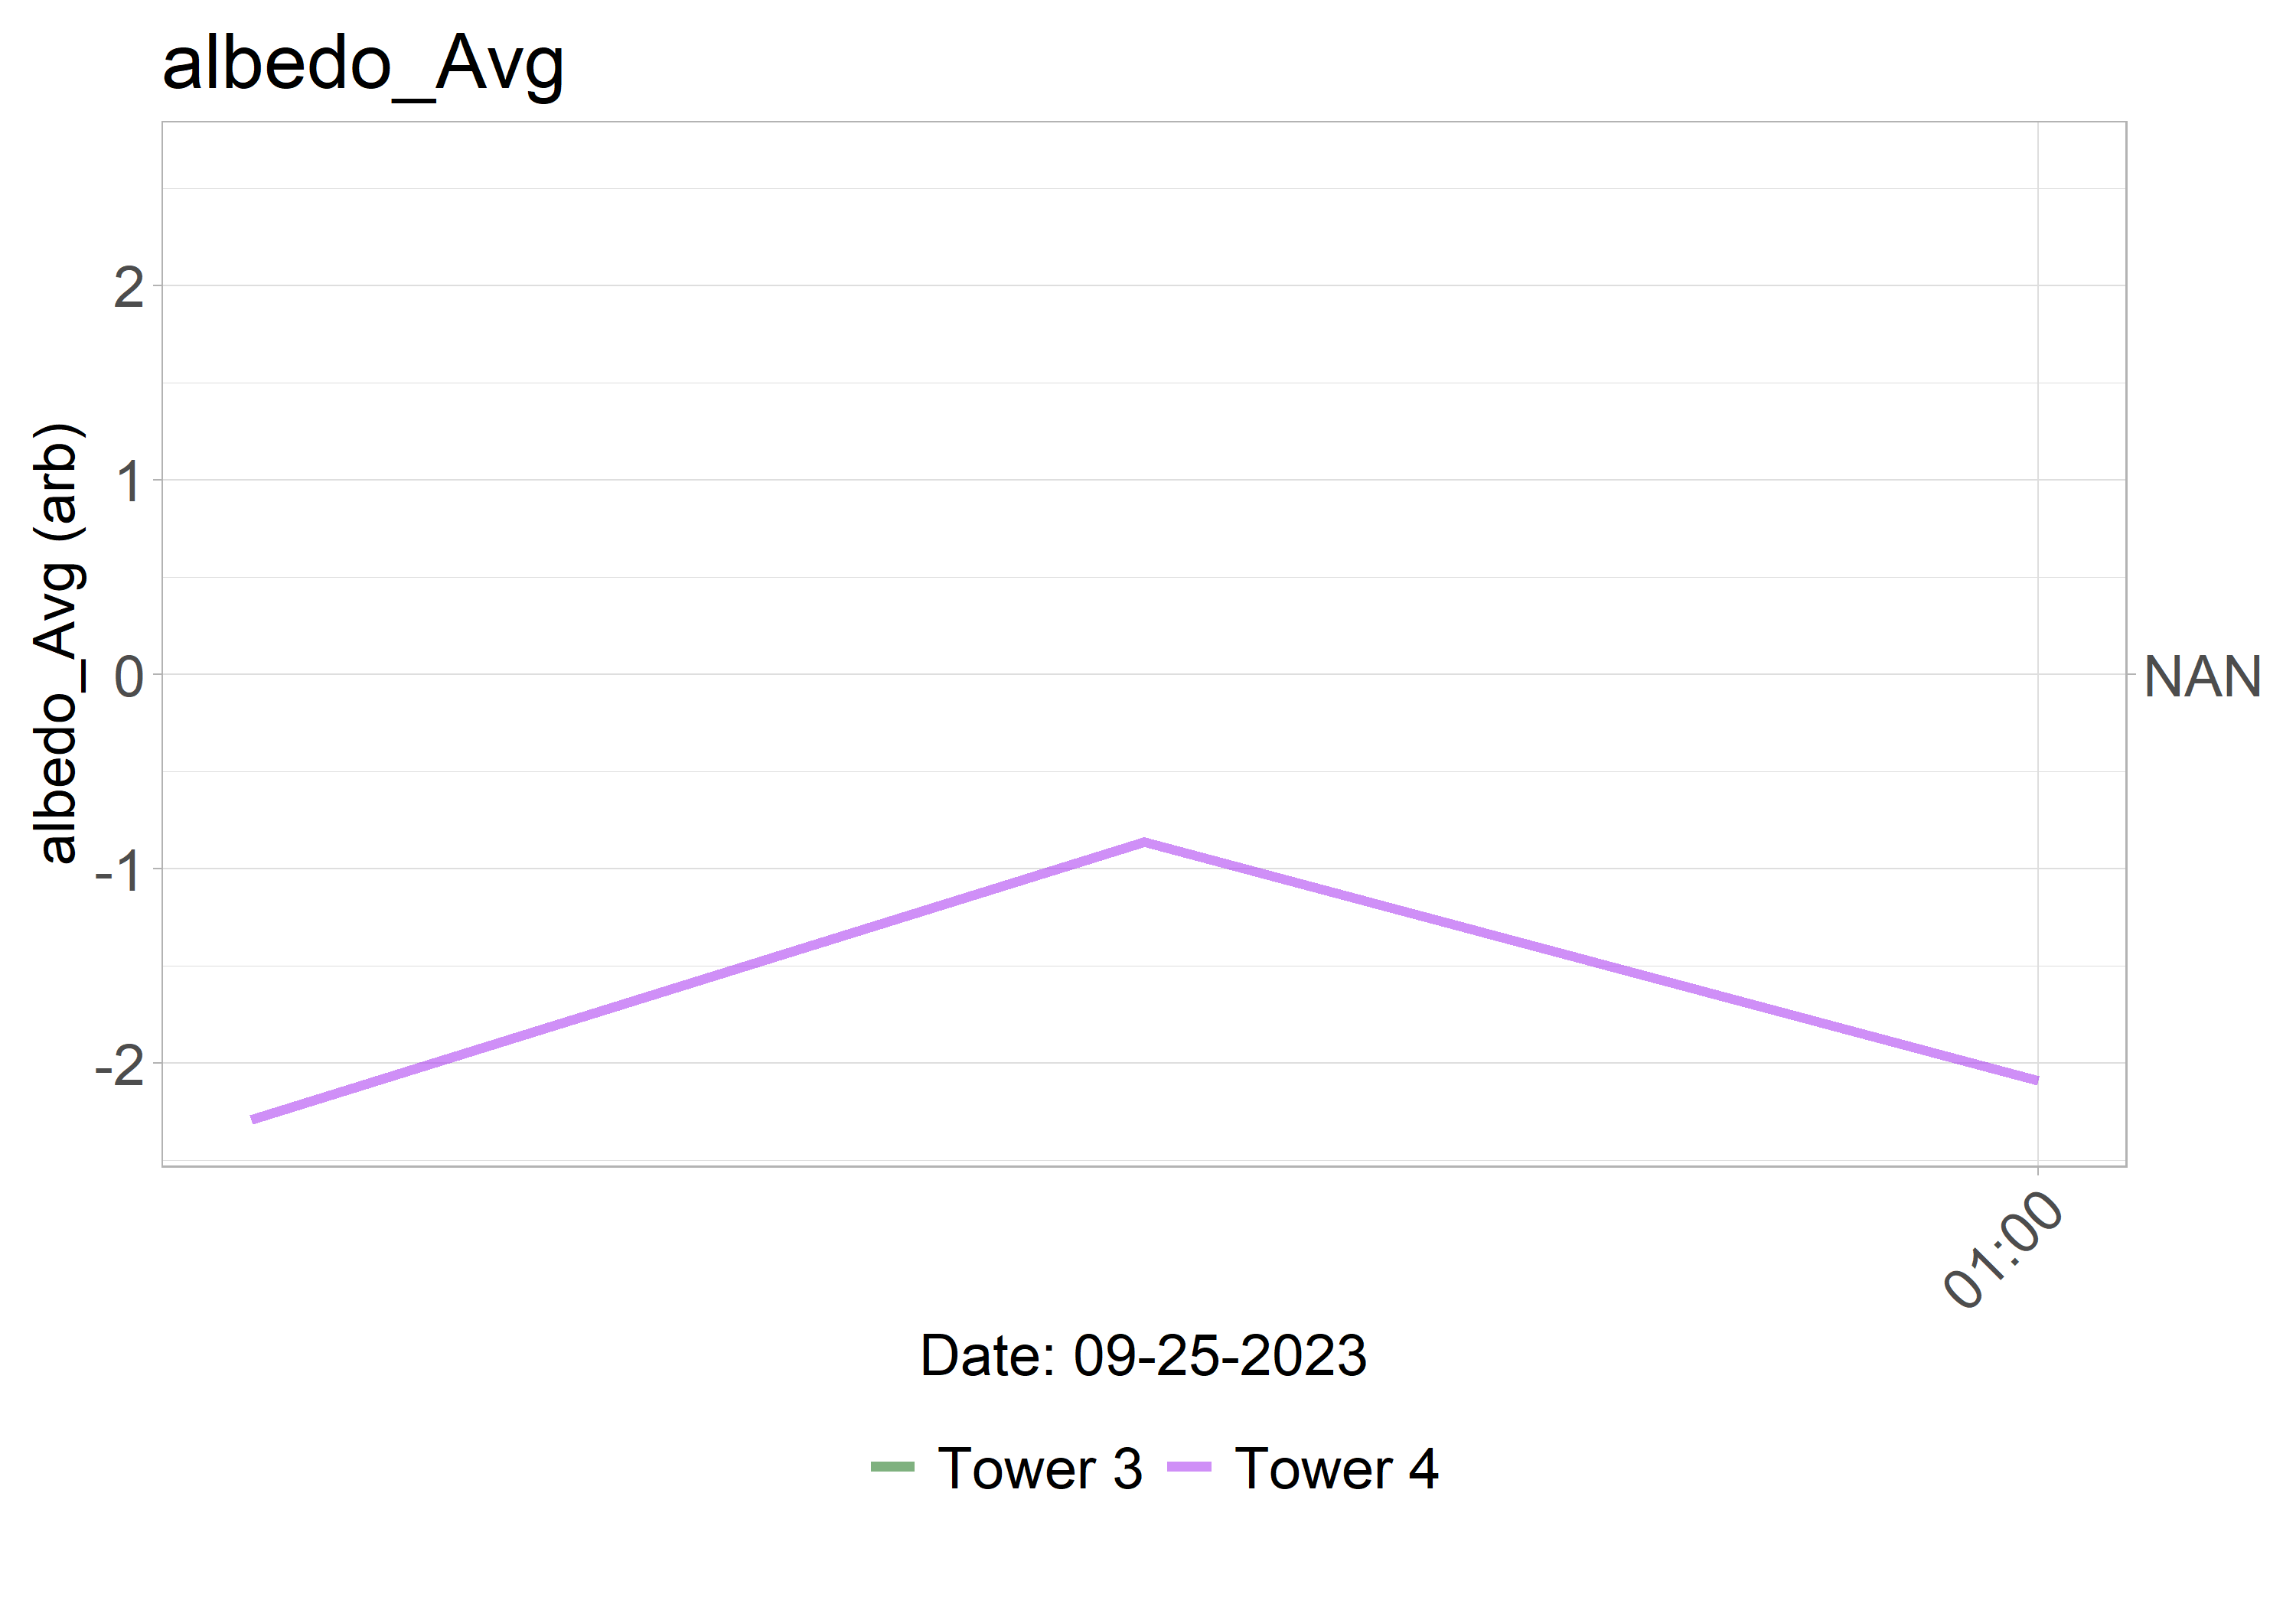 albedo_Avg
albedo_Avg (arb)
2
1
0
-1
-2
NAN
01:00
Date: 09-25-2023
Tower 3 Tower 4